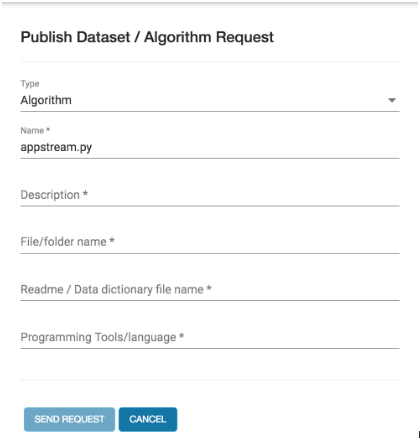 Publish Dataset / Algorithm Request
Type
Algorithm
Name *
appstream.py
Description *
File/folder name *
Readme / Data dictionary file name *
Programming Tools/language *
SEND REQUEST CANCEL